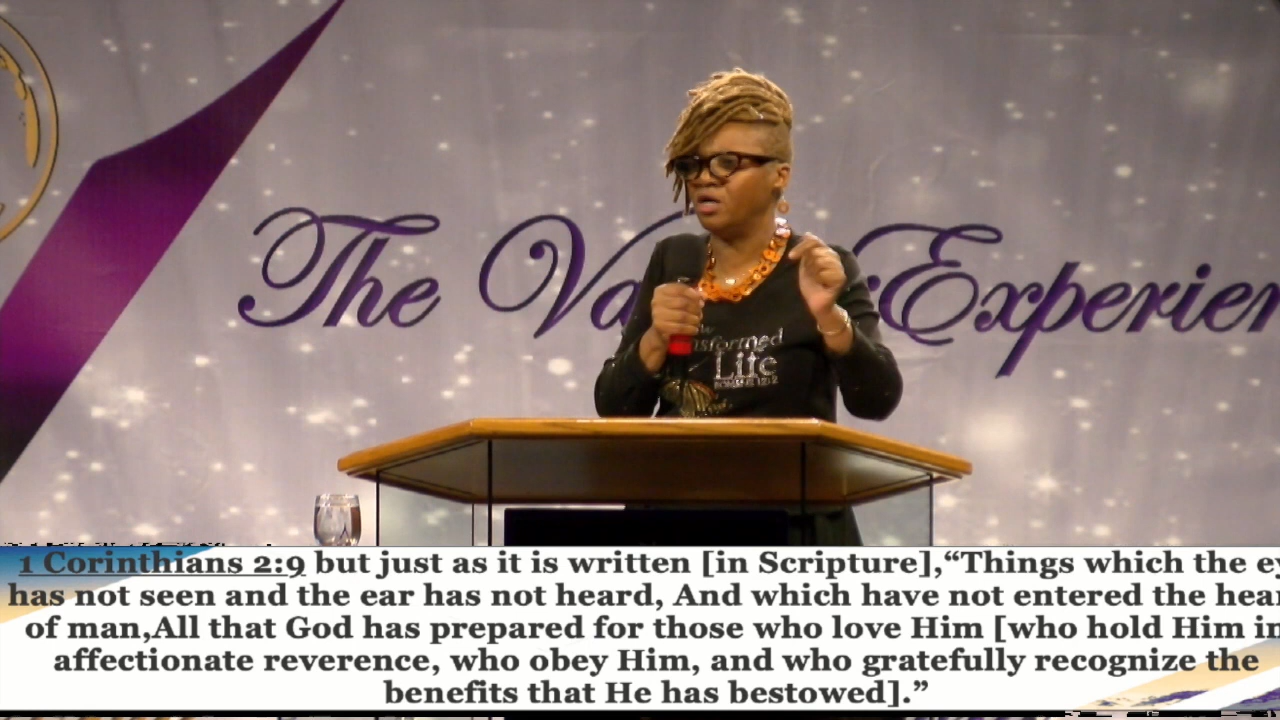 The Va Experien
nsformed
Life
1 Corinthians 2:9 but just as it is written [in Scripture],“Things which the ey
has not seen and the ear has not heard, And which have not entered the hear
of man,All that God has prepared for those who love Him [who hold Him in
affectionate reverence, who obey Him, and who gratefully recognize the
benefits that He has bestowed].”